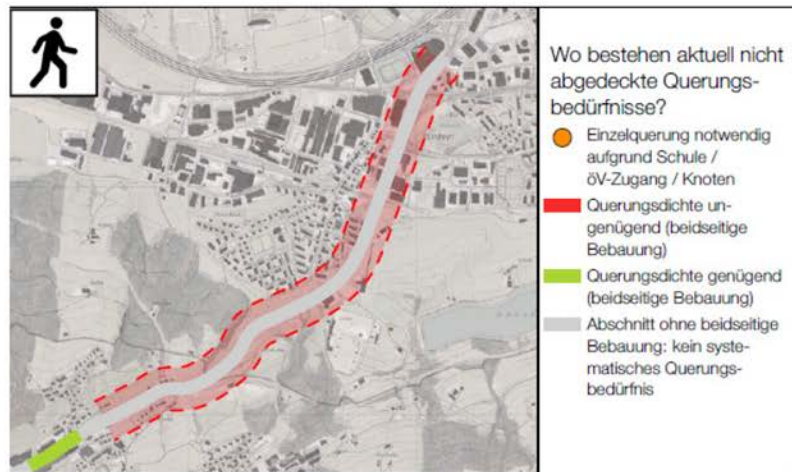 Wo bestehen aktuell nicht
abgedeckte Querungs-
bedürfnisse?
Einzelquerung notwendig
aufgrund Schule /
öV-Zugang / Knoten
Querungsdichte un-
genügend (beidseitige
Bebauung)
Querungsdichte genügend
(beidseitige Bebauung)
Abschnitt ohne beidseitige
Bebauung: kein syste-
matisches Querungs-
bedürfnis